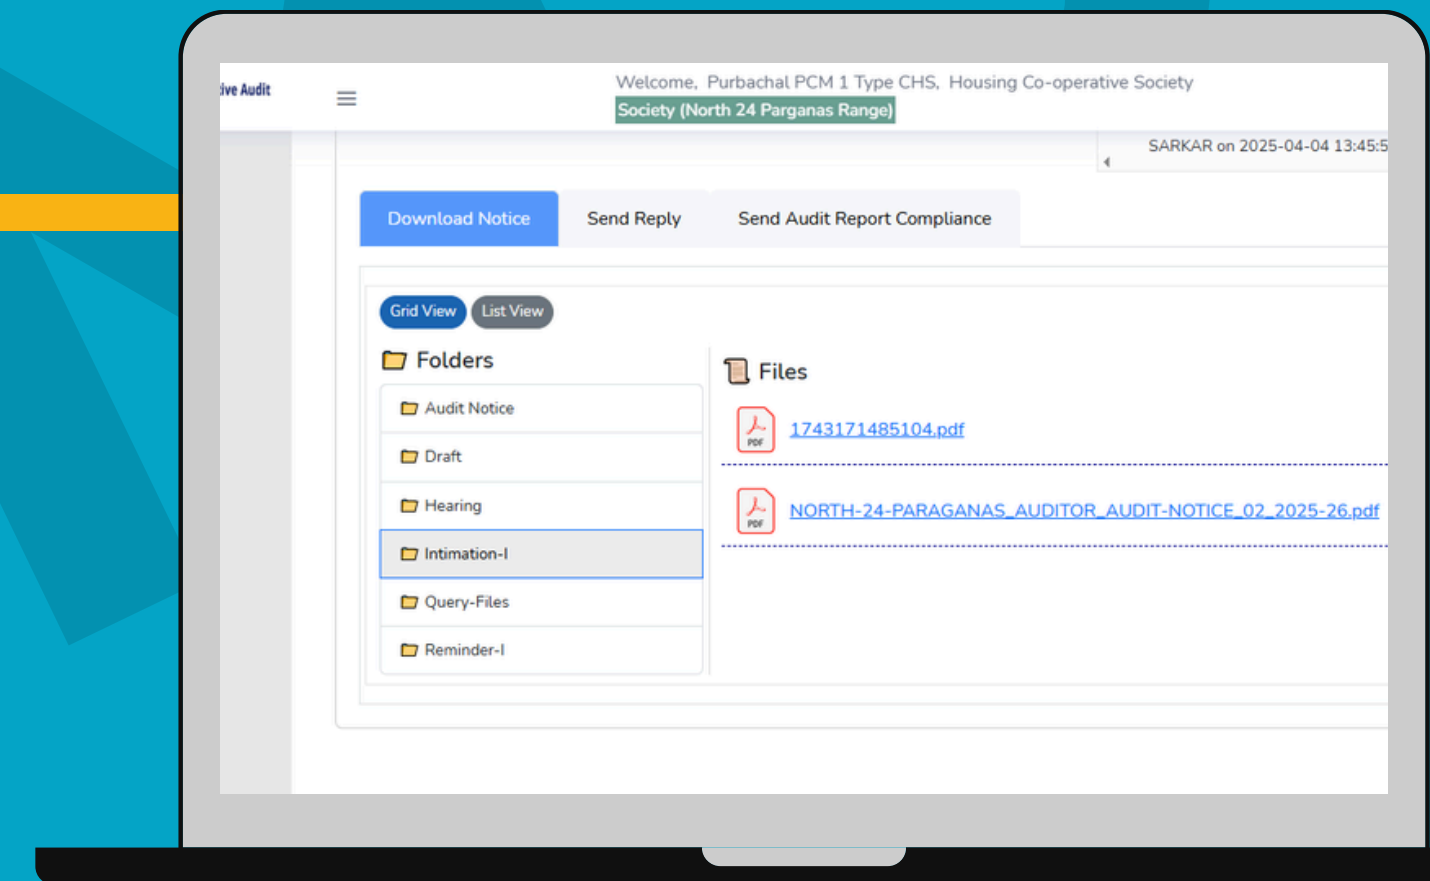 ive Audit
Welcome, Purbachal PCM 1 Type CHS, Housing Co-operative Society
Society (North 24 Parganas Range)
SARKAR on 2025-04-04 13:45:5
Download Notice
Send Reply
Send Audit Report Compliance
Grid View
List View
Folders
Audit Notice
Draft
Hearing
Intimation-I
Query-Files
Reminder-I
Files
PDF
1743171485104.pdf
PDF
NORTH-24-PARAGANAS_AUDITOR_AUDIT-NOTICE_02_2025-26.pdf